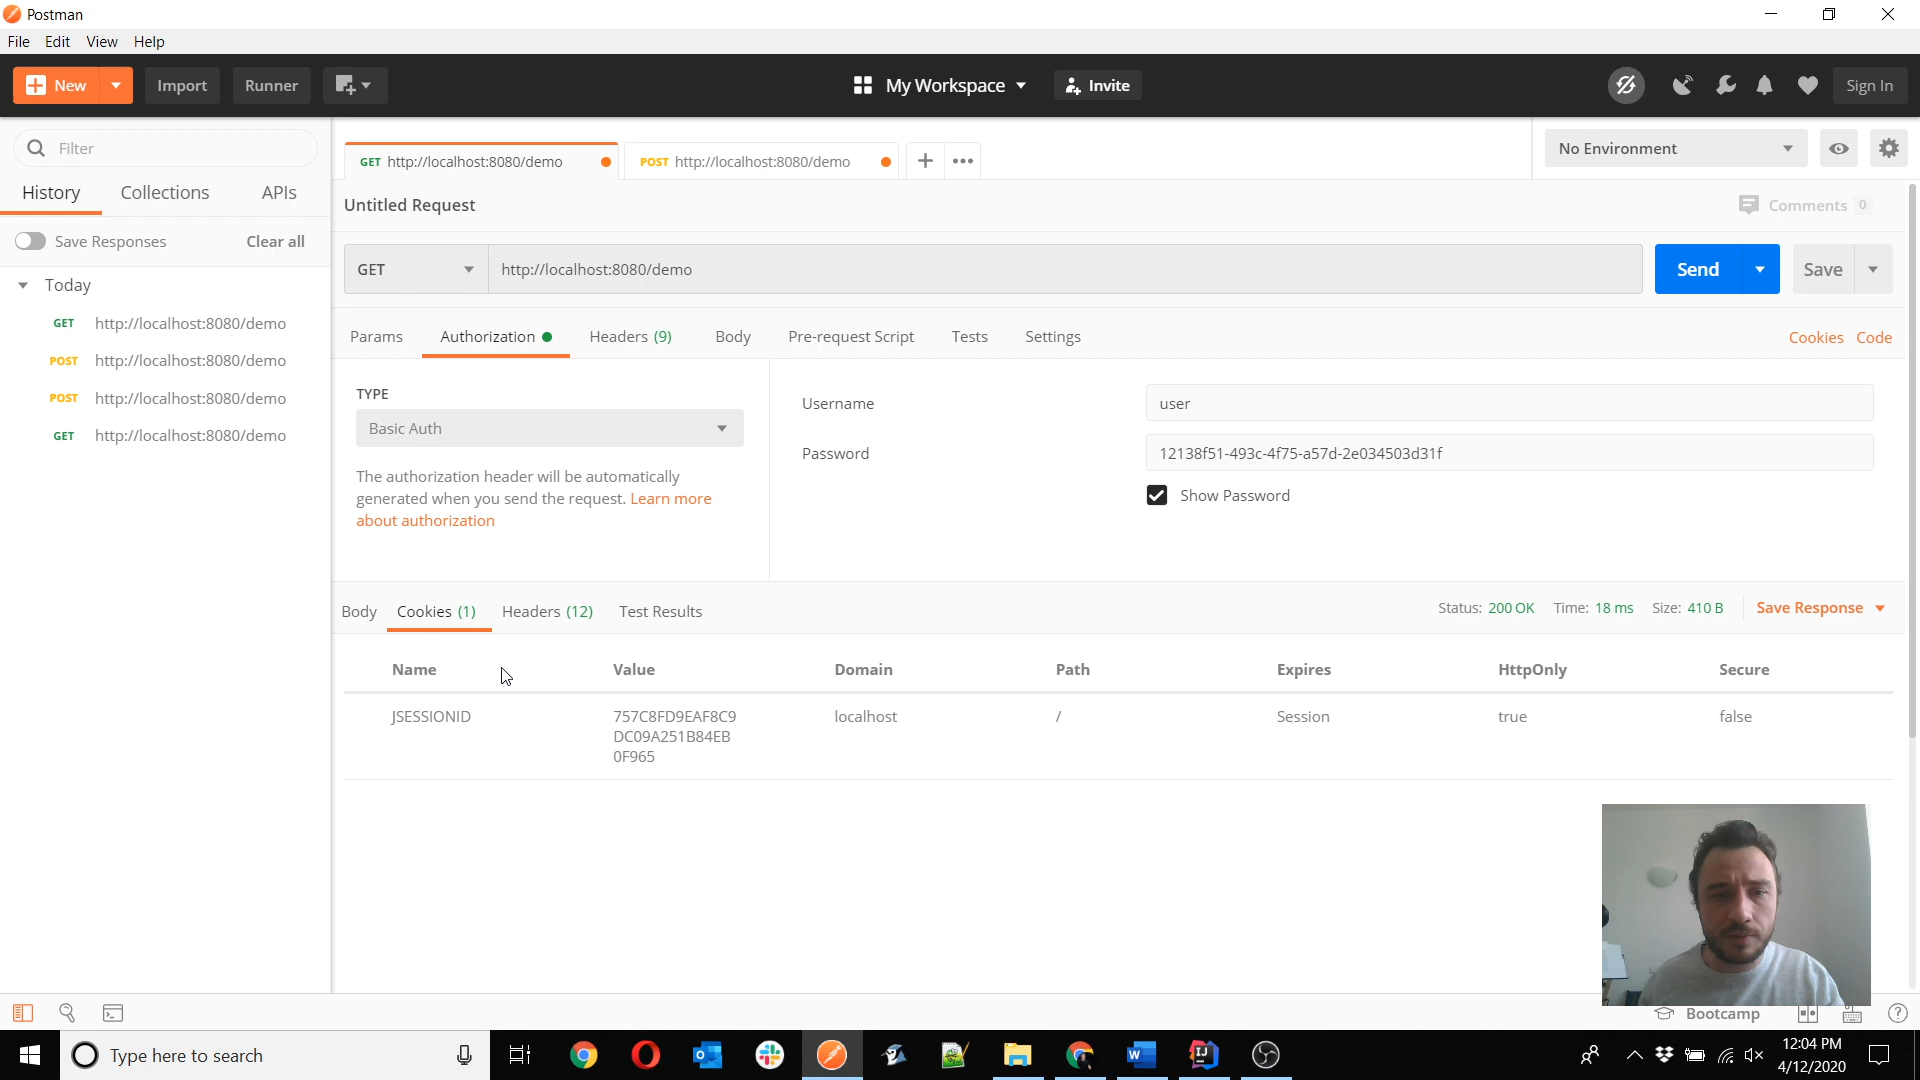 Postman
File Edit View Help
New Import Runner My Workspace Invite Sign In
Filter
GET http://localhost:8080/demo POST http://localhost:8080/demo No Environment
History Collections APIs
Untitled Request Comments 0
Save Responses Clear all
GET http://localhost:8080/demo Send Save
Today
GET http://localhost:8080/demo
POST http://localhost:8080/demo
POST http://localhost:8080/demo
GET http://localhost:8080/demo
Params Authorization Headers (9) Body Pre-request Script Tests Settings Cookies Code
TYPE
Basic Auth
The authorization header will be automatically
generated when you send the request. Learn more
about authorization
Username user
Password 12138f51-493c-4f75-a57d-2e034503d31f
Show Password
Body Cookies (1) Headers (12) Test Results Status: 200 OK Time: 18 ms Size: 410 B Save Response
Name Value Domain Path Expires HttpOnly Secure
JSESSIONID 757C8FD9EAF8C9 localhost / Session true false
DC09A251B84EB
0F965
Bootcamp
Type here to search
12:04 PM
4/12/2020